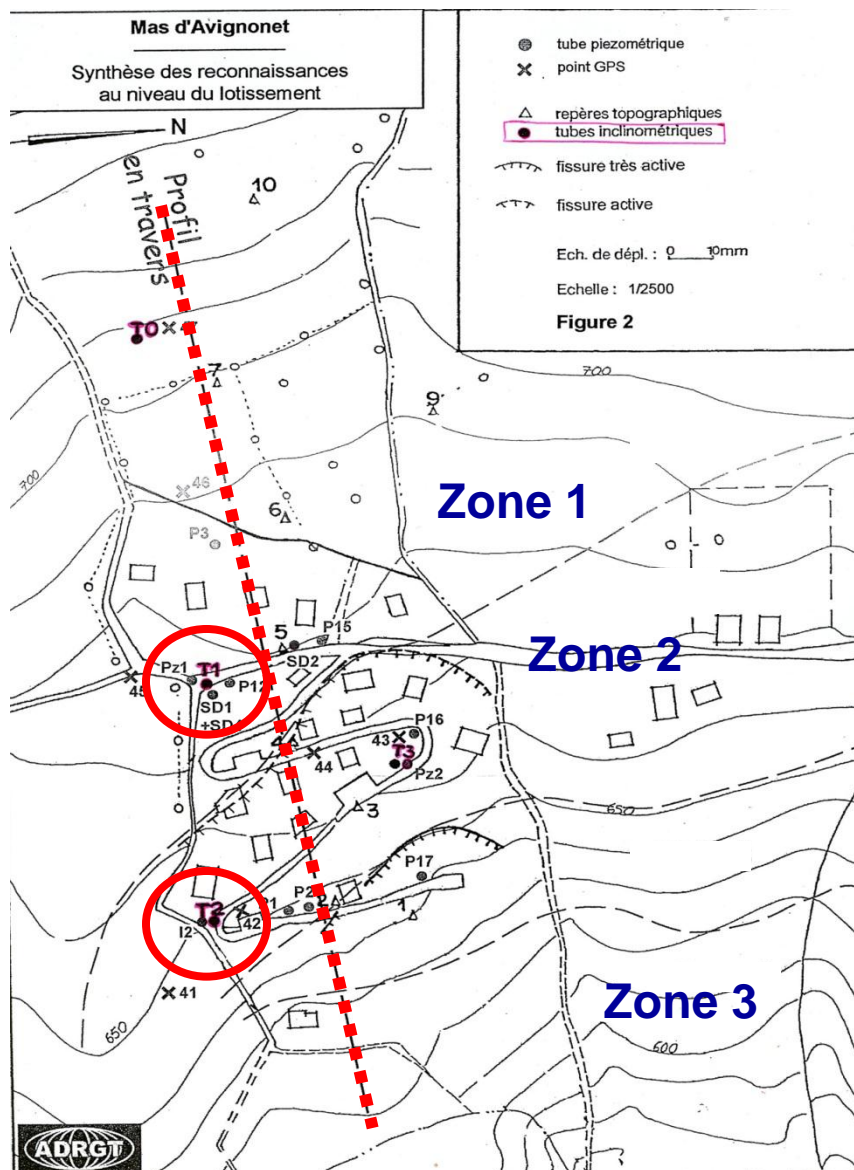 Mas d'Avignonet
Synthèse des reconnaissances
au niveau du lotissement
N
tube piezométrique
point GPS
repères topographiques
tubes inclinométriques
fissure très active
fissure active
Ech. de dépl. : 0 10mm
Echelle : 1/2500
Figure 2
Profil
en travers
10
T0
7
700
9
700
46
6
P3
Zone 1
5
P15
SD2
Zone 2
Pz1
T1
P12
45
SD1
P16
43
44
T3
Pz2
650
3
P17
P2
2
1
T2
42
I2
41
650
Zone 3
600
ADRGT